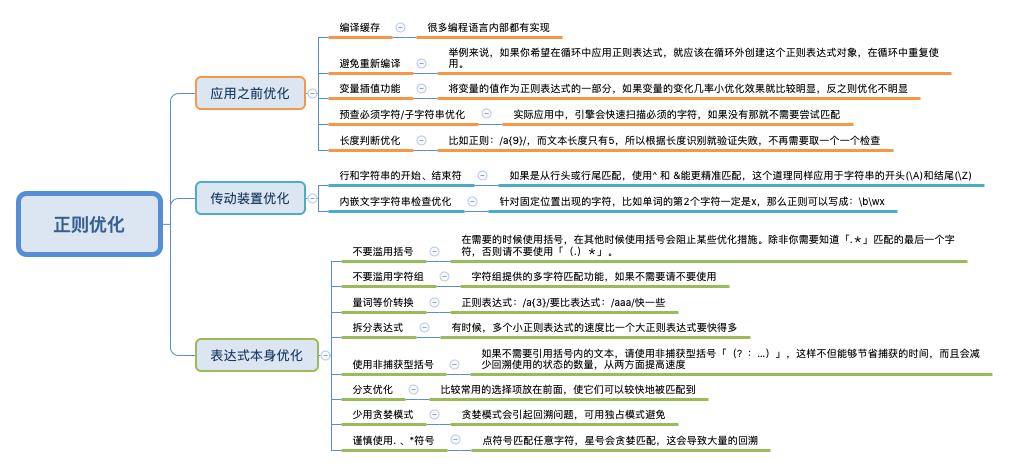 正则优化
应用之前优化
编译缓存
很多编程语言内部都有实现
避免重新编译
举例来说，如果你希望在循环中应用正则表达式，就应该在循环外创建这个正则表达式对象，在循环中重复使
用。
变量插值功能
将变量的值作为正则表达式的一部分，如果变量的变化几率小优化效果就比较明显，反之则优化不明显
预查必须字符/子字符串优化
实际应用中，引擎会快速扫描必须的字符，如果没有那就不需要尝试匹配
长度判断优化
比如正则：/a{9}/，而文本长度只有5，所以根据长度识别就验证失败，不再需要取一个一个检查
传动装置优化
行和字符串的开始、结束符
如果是从行头或行尾匹配，使用^ 和 &能更精准匹配，这个道理同样应用于字符串的开头(\A)和结尾(\Z)
内嵌文字字符串检查优化
针对固定位置出现的字符，比如单词的第2个字符一定是x，那么正则可以写成：\b\wx
表达式本身优化
不要滥用括号
在需要的时候使用括号，在其他时候使用括号会阻止某些优化措施。除非你需要知道「.＊」匹配的最后一个字
符，否则请不要使用「（.）＊」。
不要滥用字符组
字符组提供的多字符匹配功能，如果不需要请不要使用
量词等价转换
正则表达式：/a{3}/要比表达式：/aaa/快一些
拆分表达式
有时候，多个小正则表达式的速度比一个大正则表达式要快得多
使用非捕获型括号
如果不需要引用括号内的文本，请使用非捕获型括号「（？：…）」，这样不但能够节省捕获的时间，而且会减
少回溯使用的状态的数量，从两方面提高速度
分支优化
比较常用的选择项放在前面，使它们可以较快地被匹配到
少用贪婪模式
贪婪模式会引起回溯问题，可用独占模式避免
谨慎使用. 、*符号
点符号匹配任意字符，星号会贪婪匹配，这会导致大量的回溯